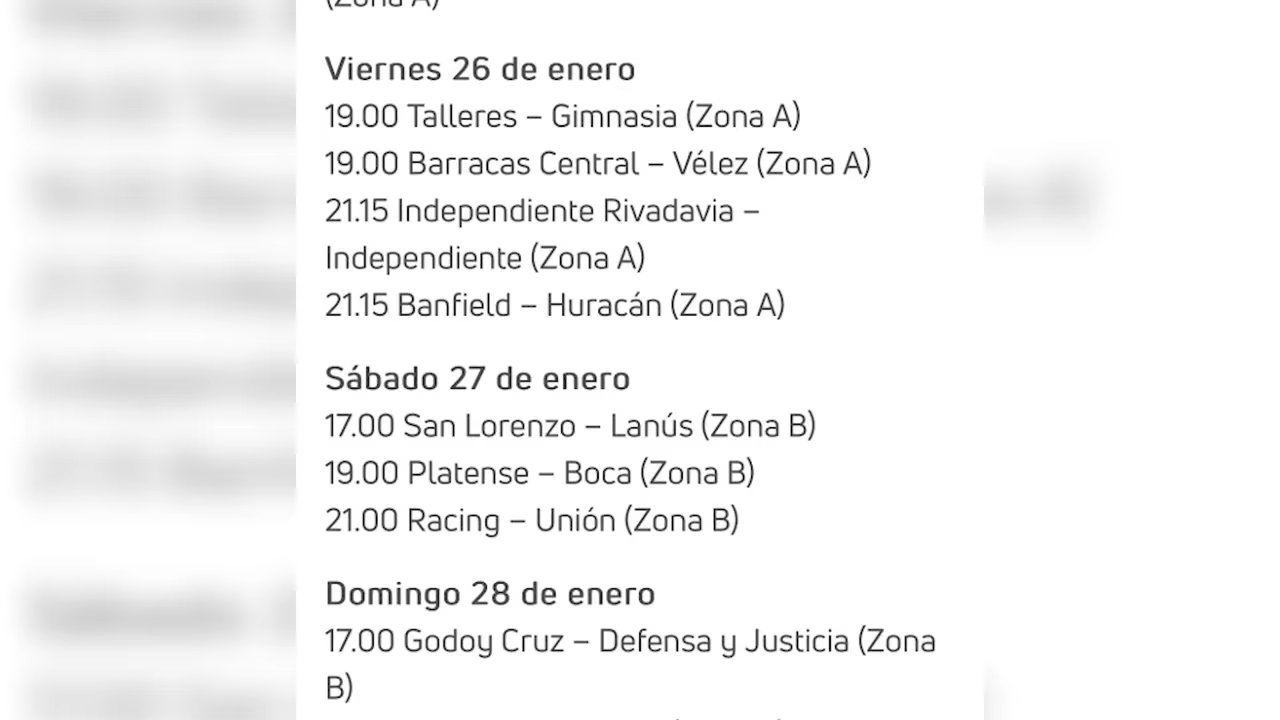 (Zona A)
Viernes 26 de enero
19.00 Talleres – Gimnasia (Zona A)
19.00 Barracas Central – Vélez (Zona A)
21.15 Independiente Rivadavia –
Independiente (Zona A)
21.15 Banfield – Huracán (Zona A)
Sábado 27 de enero
17.00 San Lorenzo – Lanús (Zona B)
19.00 Platense – Boca (Zona B)
21.00 Racing – Unión (Zona B)
Domingo 28 de enero
17.00 Godoy Cruz – Defensa y Justicia (Zona
B)